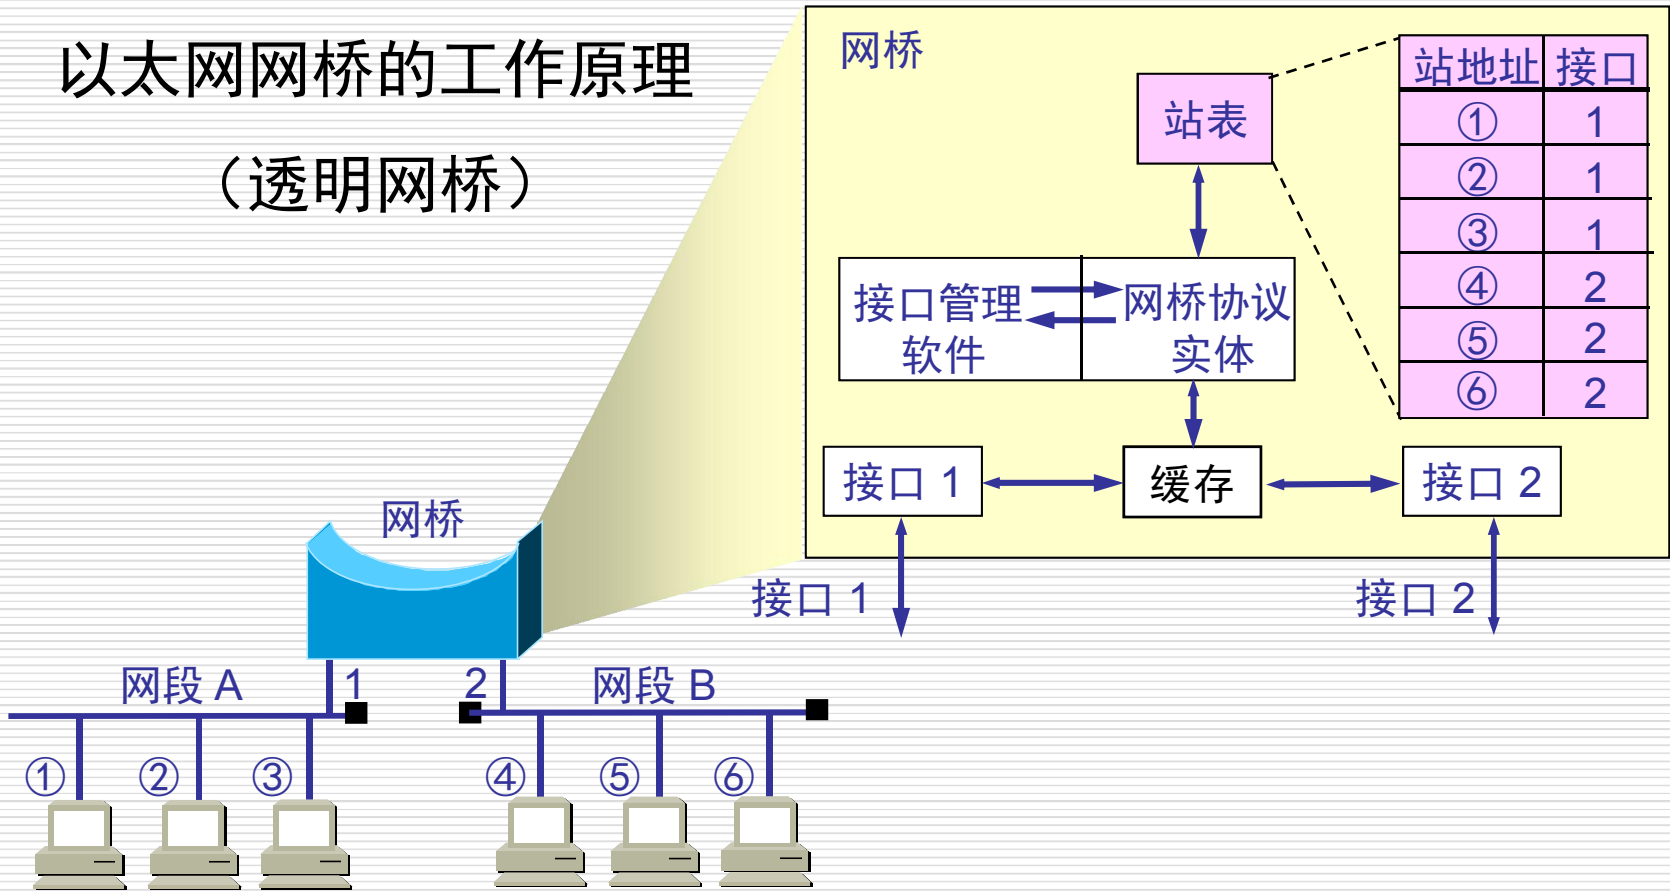 以太网网桥的工作原理
（透明网桥）
网桥
站表
站地址 接口
① 1
② 1
③ 1
④ 2
⑤ 2
⑥ 2
接口管理
软件
网桥协议
实体
接口 1
缓存
接口 2
接口 1
接口 2
网桥
网段 A
1
2
网段 B
①
②
③
④
⑤
⑥